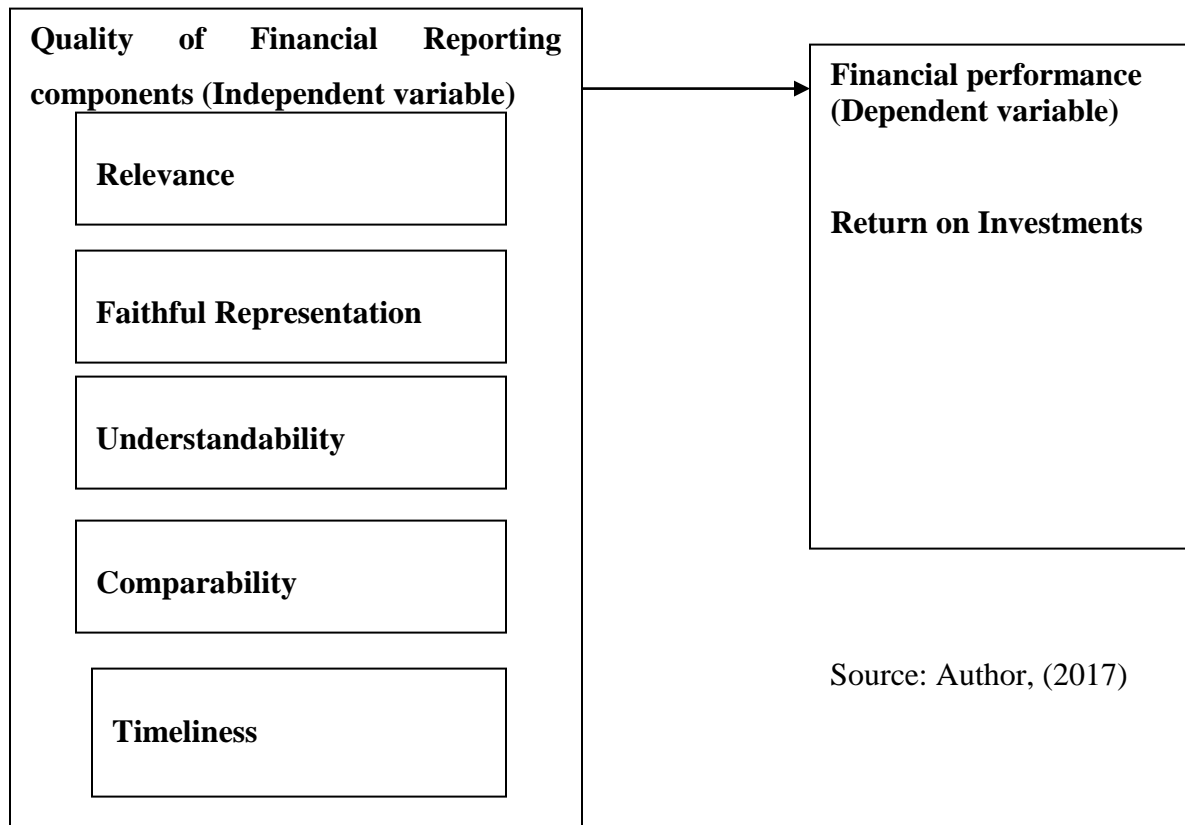 Quality of Financial Reporting
components (Independent variable)
Relevance
Faithful Representation
Understandability
Comparability
Timeliness
Financial performance
(Dependent variable)
Return on Investments
Source: Author, (2017)